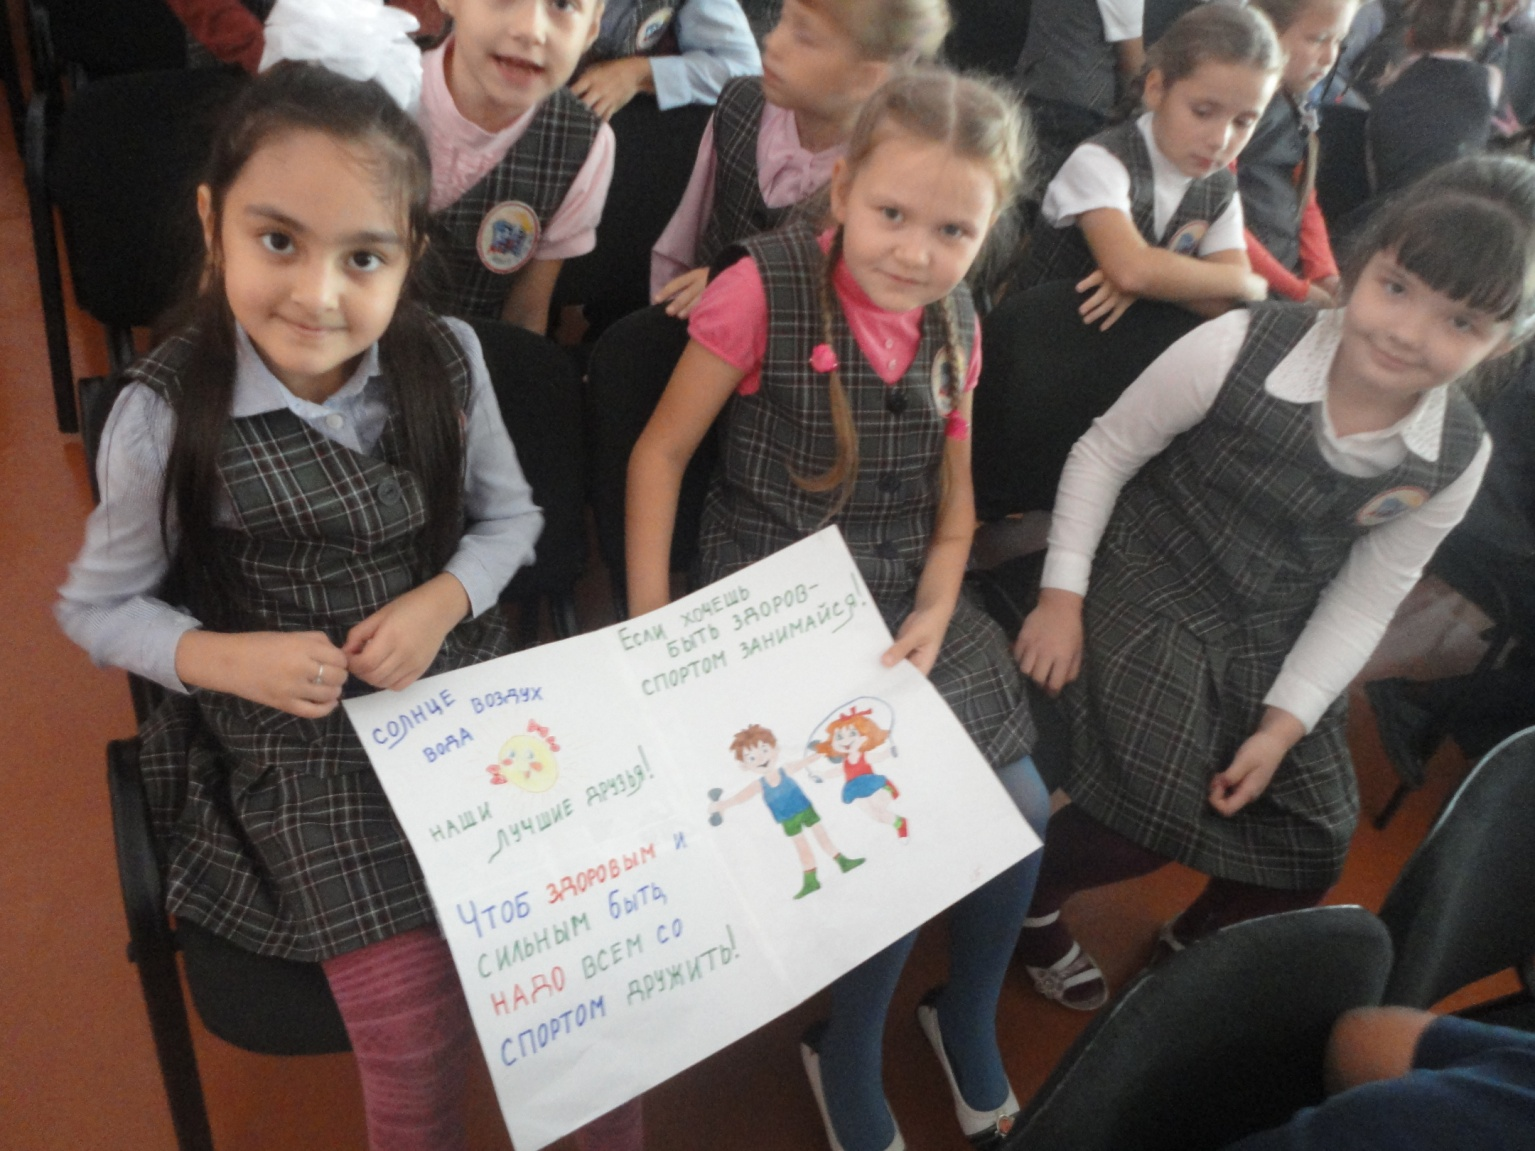 СОЛНЦЕ ВОЗДУХ
ВОДА
НАШИ
ЛУЧШИЕ ДРУЗЬЯ!
Если хочешь
быть здоров-
спортом занимайся!
Чтоб здоровым и
сильным быть,
надо всем со
спортом дружить!